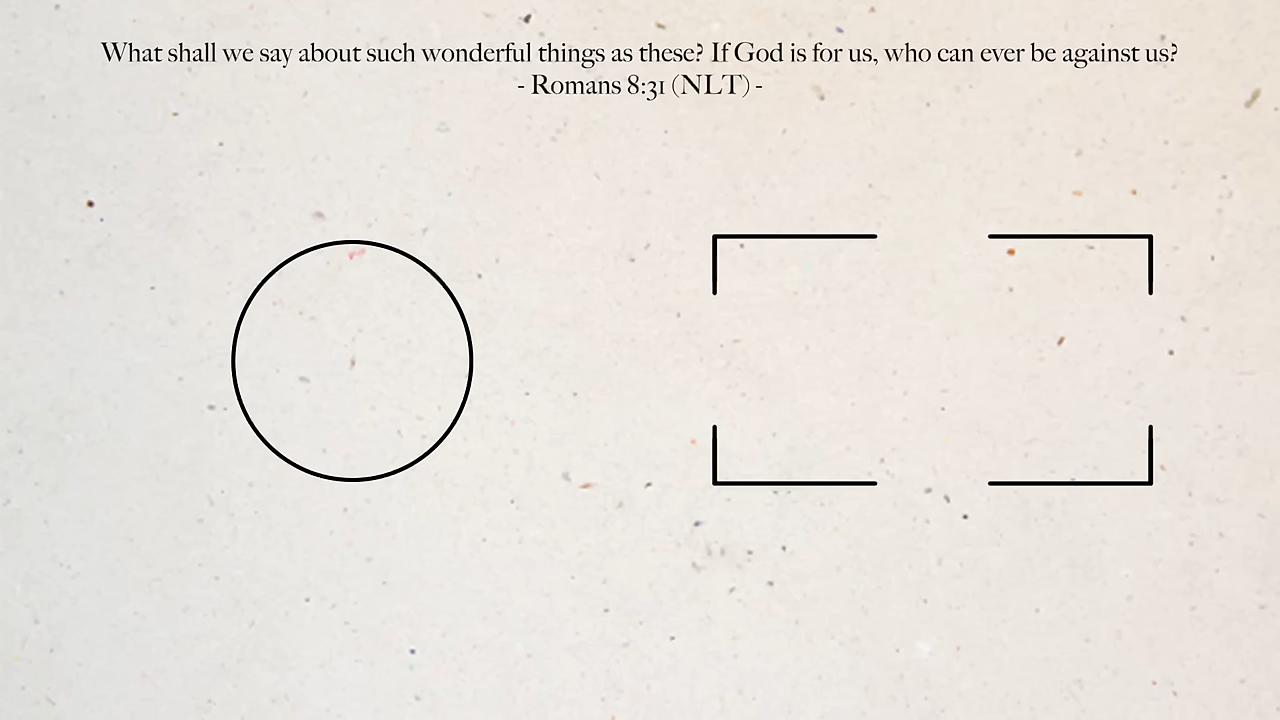 What shall we say about such wonderful things as these? If God is for us, who can ever be against us?
- Romans 8:31 (NLT) -